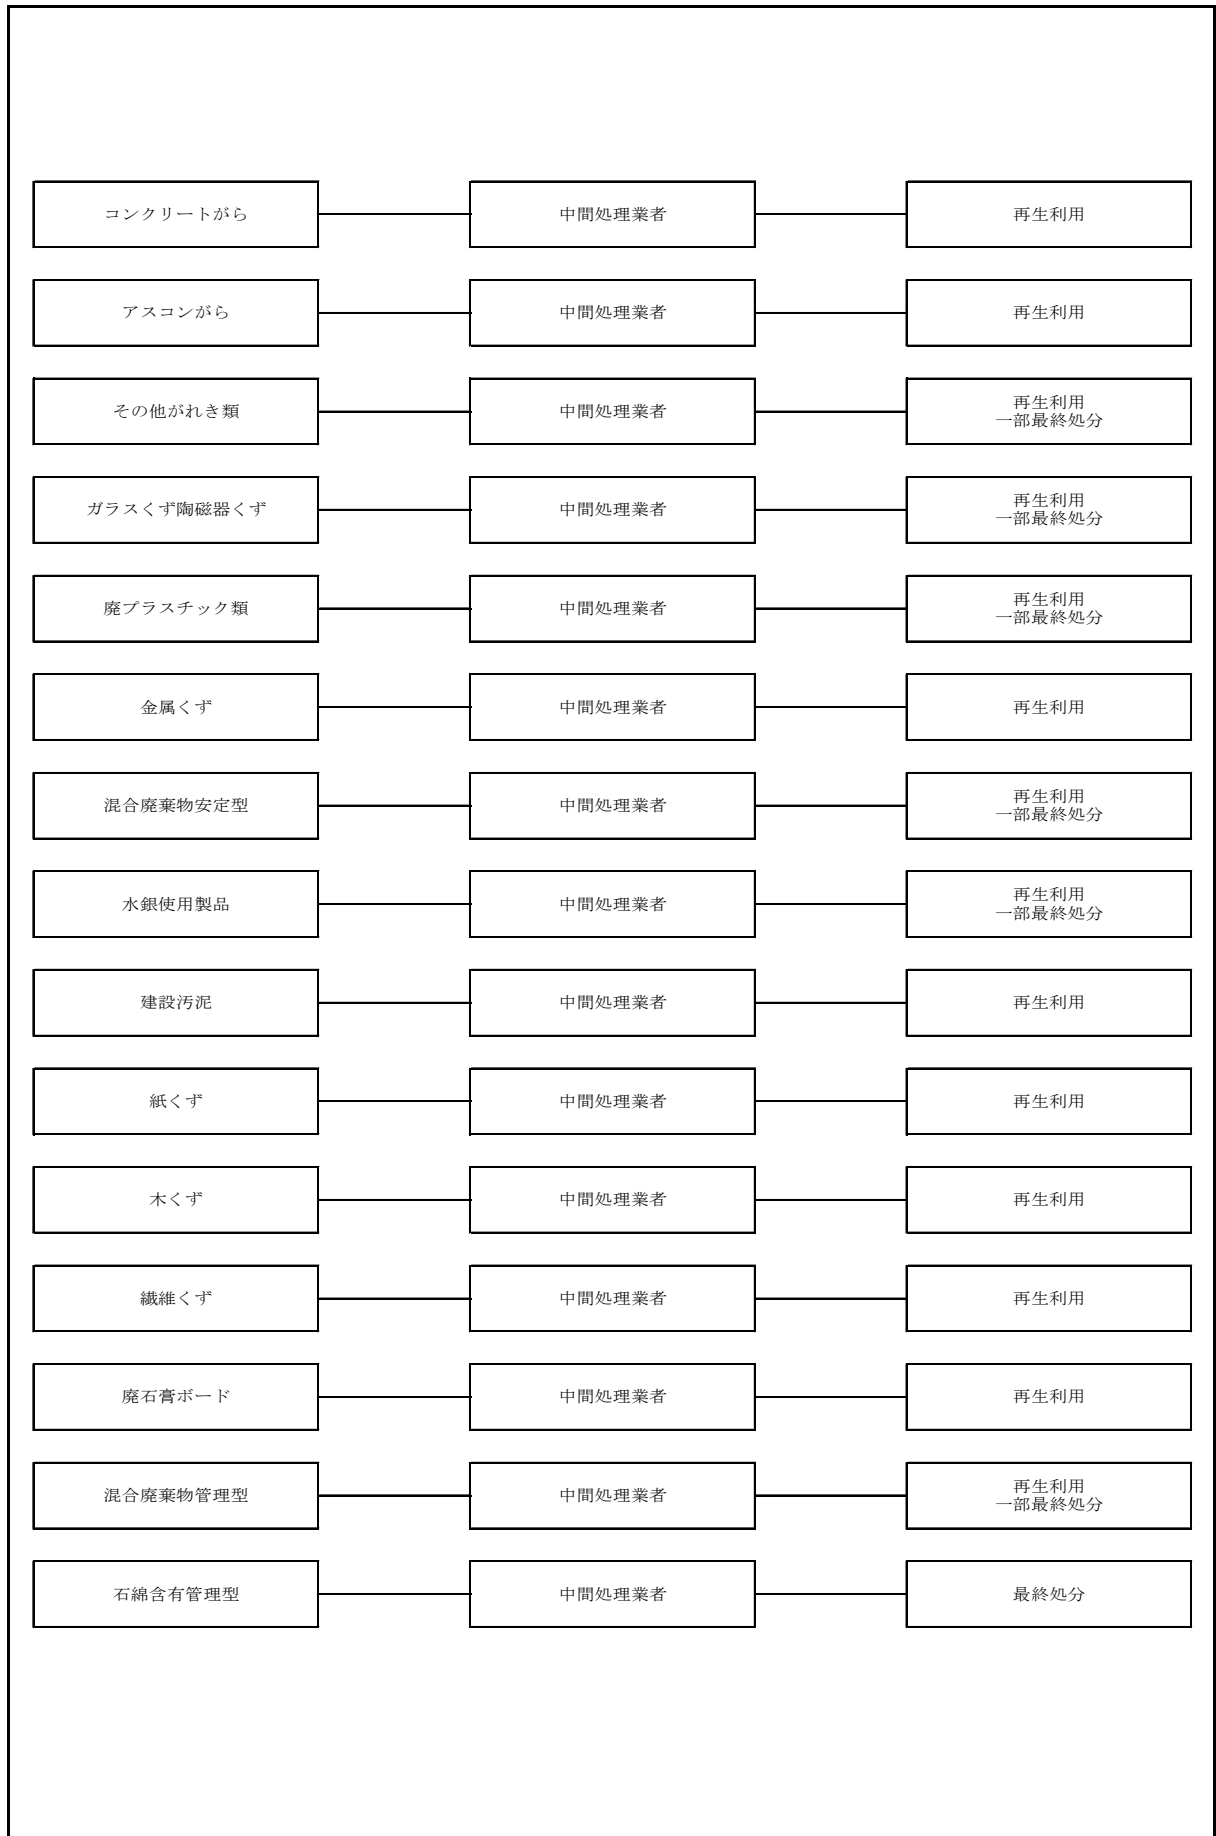 コンクリートがら
中間処理業者
再生利用
アスコンがら
中間処理業者
再生利用
その他がれき類
中間処理業者
再生利用
一部最終処分
ガラスくず陶磁器くず
中間処理業者
再生利用
一部最終処分
廃プラスチック類
中間処理業者
再生利用
一部最終処分
金属くず
中間処理業者
再生利用
混合廃棄物安定型
中間処理業者
再生利用
一部最終処分
水銀使用製品
中間処理業者
再生利用
一部最終処分
建設汚泥
中間処理業者
再生利用
紙くず
中間処理業者
再生利用
木くず
中間処理業者
再生利用
繊維くず
中間処理業者
再生利用
廃石膏ボード
中間処理業者
再生利用
混合廃棄物管理型
中間処理業者
再生利用
一部最終処分
石綿含有管理型
中間処理業者
最終処分